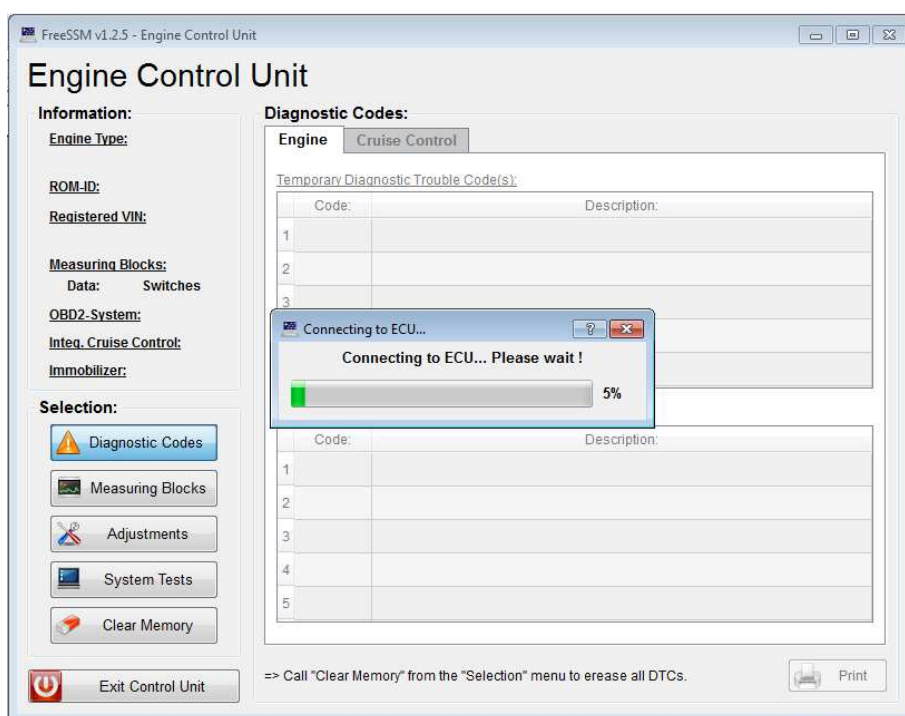 FreeSSM v1.2.5 - Engine Control Unit
Engine Control Unit
Information:
Engine Type:
ROM-ID:
Registered VIN:
Measuring Blocks:
Data: Switches
OBD2-System:
Integ. Cruise Control:
Immobilizer:
Selection:
Diagnostic Codes
Measuring Blocks
Adjustments
System Tests
Clear Memory
Exit Control Unit
Diagnostic Codes:
Engine Cruise Control
Temporary Diagnostic Trouble Code(s):
Code: Description:
1
2
3
Connecting to ECU...
Connecting to ECU... Please wait !
5%
Code: Description:
1
2
3
4
5
=> Call "Clear Memory" from the "Selection" menu to erease all DTCs.
Print